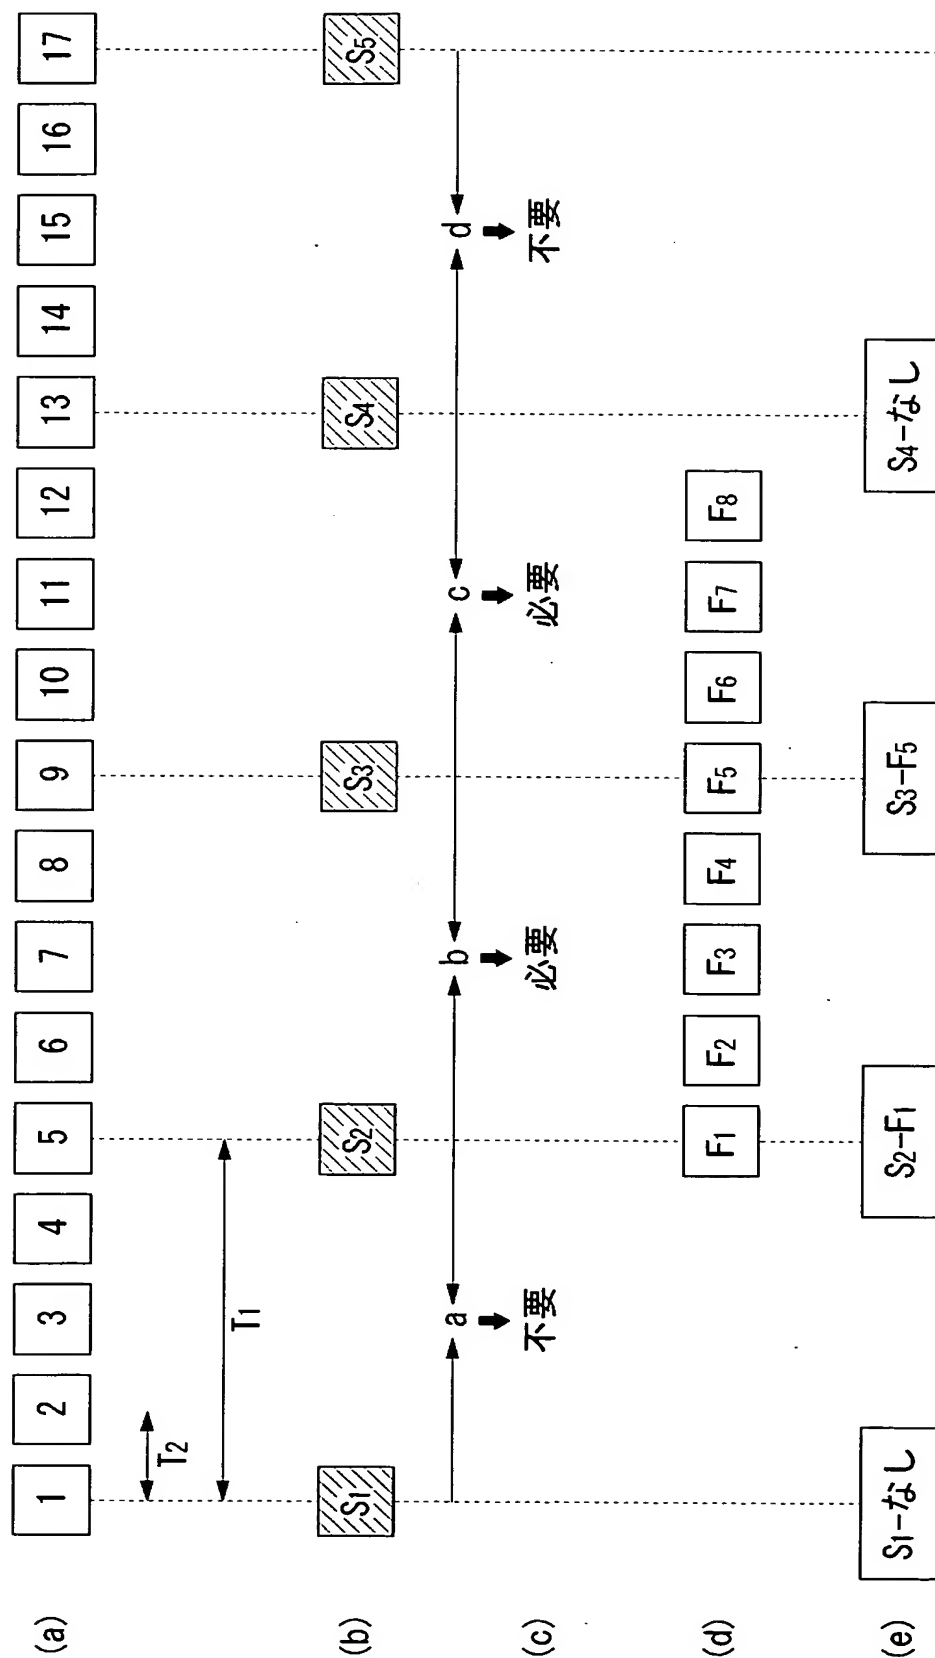 (a) 1 2 3 4 5 6 7 8 9 10 11 12 13 14 15 16 17
T2
T1
(b) S1 S2 S3 S4 S5
a b c d
(c) 不要 必要 必要 不要
(d) F1 F2 F3 F4 F5 F6 F7 F8
(e) S1-なし S2-F1 S3-F5 S4-なし